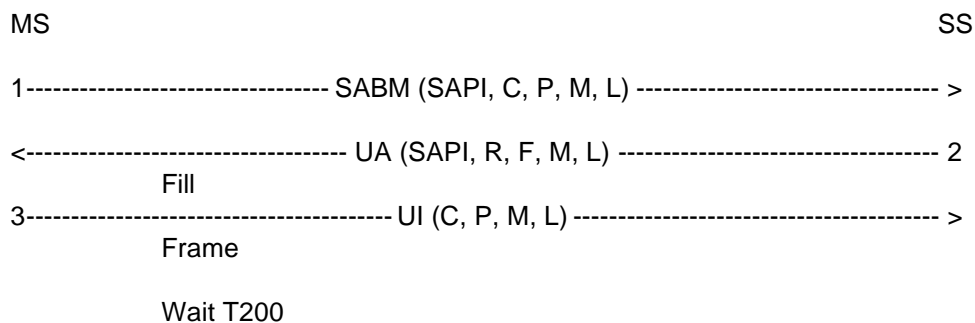 MS SS
1---------------------------------- SABM (SAPI, C, P, M, L) ---------------------------------- >
<------------------------------------ UA (SAPI, R, F, M, L) ------------------------------------ 2
Fill
3----------------------------------------- UI (C, P, M, L) ----------------------------------------- >
Frame
Wait T200